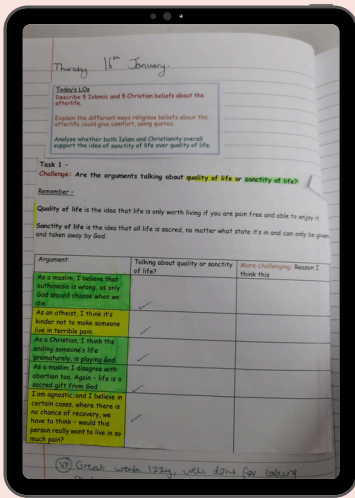 Thursday 16th January.
Today's LOs
Describe 5 Islamic and 5 Christian beliefs about the
afterlife.
Explain the different ways religious beliefs about the
afterlife could give comfort, using quotes.
Analyse whether both Islam and Christianity overall
support the idea of sanctity of life over quality of life.
Task 1 -
Challenge: Are the arguments talking about quality of life or sanctity of life?
Remember -
Quality of life is the idea that life is only worth living if you are pain free and able to enjoy it.
Sanctity of life is the idea that all life is sacred, no matter what state it's in and can only be given
and taken away by God.
Argument:
Talking about quality or sanctity
of life?
More challenging: Reason I
think this
As a muslim, I believe that
euthanasia is wrong, as only
God should choose when we
die.
As an atheist, I think it's
kinder not to make someone
live in terrible pain.
As a Christian, I think the
ending someone's life
prematurely, is playing God.
As a muslim I disagree with
abortion too. Again – life is a
sacred gift from God
I am agnostic, and I believe in
certain cases, where there is
no chance of recovery, we
have to think – would this
person really want to live in so
much pain?
Great work Izzy, well done for taking